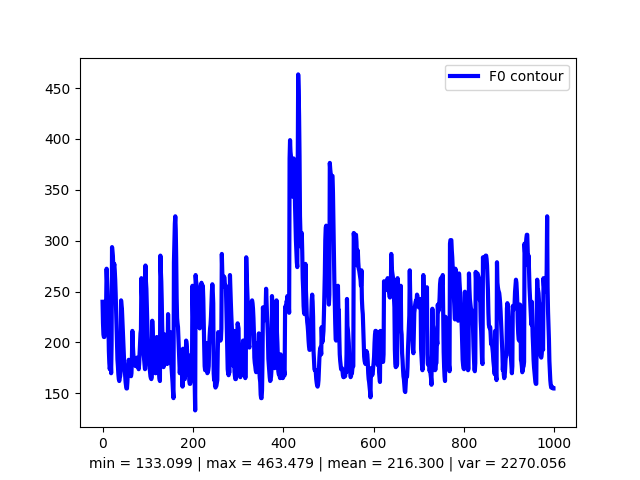 F0 contour
450
400
350
300
250
200
150
0 200 400 600 800 1000
min = 133.099 | max = 463.479 | mean = 216.300 | var = 2270.056